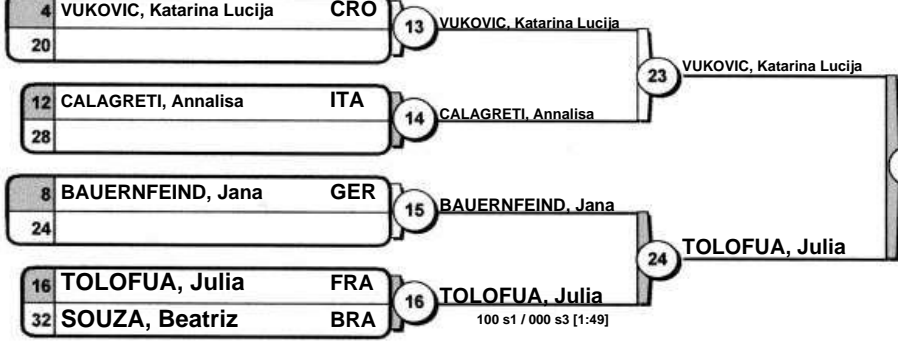 4 VUKOVIC, Katarina Lucija CRO
20
13
VUKOVIC, Katarina Lucija
23
VUKOVIC, Katarina Lucija
12 CALAGRETI, Annalisa ITA
28
14
CALAGRETI, Annalisa
8 BAUERNFEIND, Jana GER
24
15
BAUERNFEIND, Jana
24
TOLOFUA, Julia
16 TOLOFUA, Julia FRA
32 SOUZA, Beatriz BRA
16
TOLOFUA, Julia
100 s1 / 000 s3 [1:49]